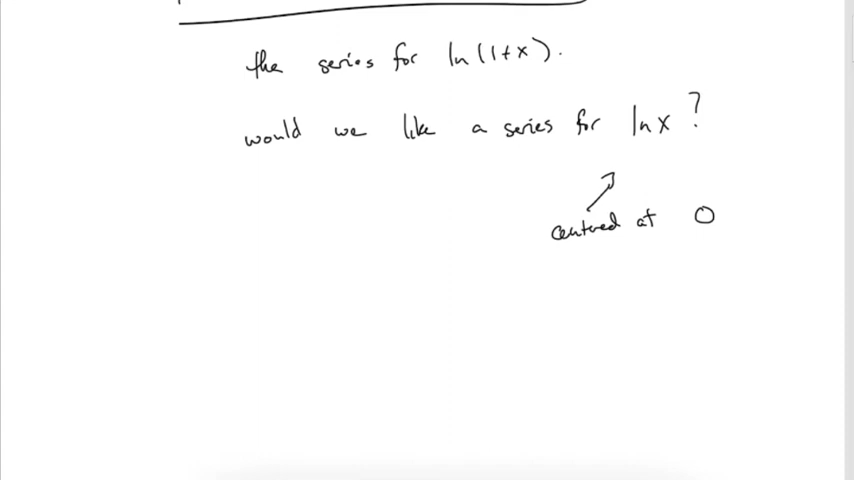 the series for ln(1+x).
would we like a series for ln x?
centered at 0